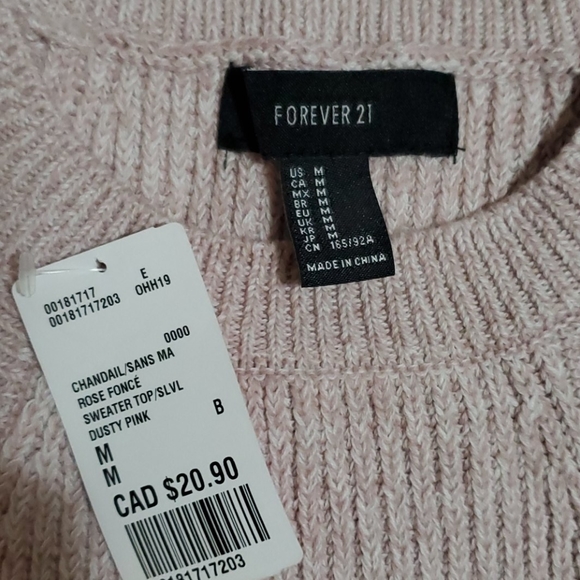 FOREVER 21
US M
CA M
MX M
BR M
EU M
UK M
KR M
JP M
CN 165/92A
MADE IN CHINA
00181717 E
00181717203 OHH19
0000
CHANDAIL/SANS MA
ROSE FONCÉ
SWEATER TOP/SLVL
DUSTY PINK B
M
M
CAD $20.90
00181717203